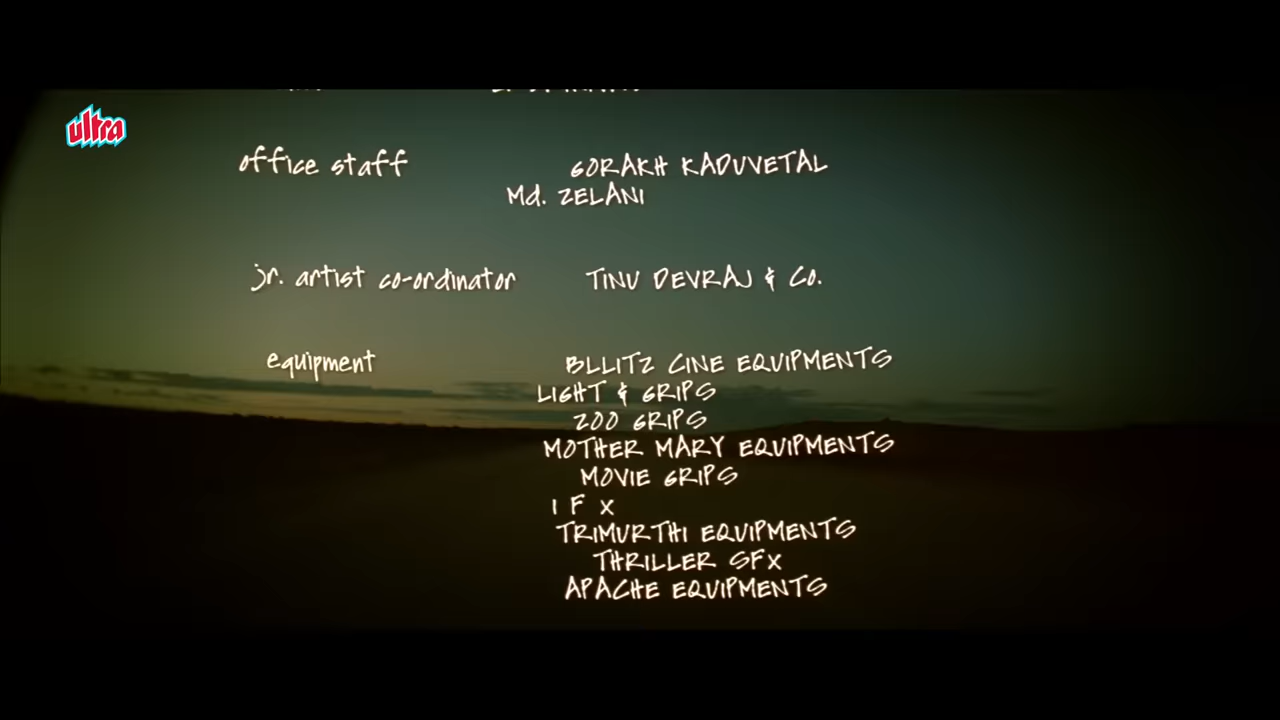 ultra
office staff GORAKH KADUVETAL
Md. ZELANI
jr. artist co-ordinator TINU DEVRAJ & Co.
equipment BLLITZ CINE EQUIPMENTS
LIGHT & GRIPS
ZOO GRIPS
MOTHER MARY EQUIPMENTS
MOVIE GRIPS
I F X
TRIMURTHI EQUIPMENTS
THRILLER SFX
APACHE EQUIPMENTS